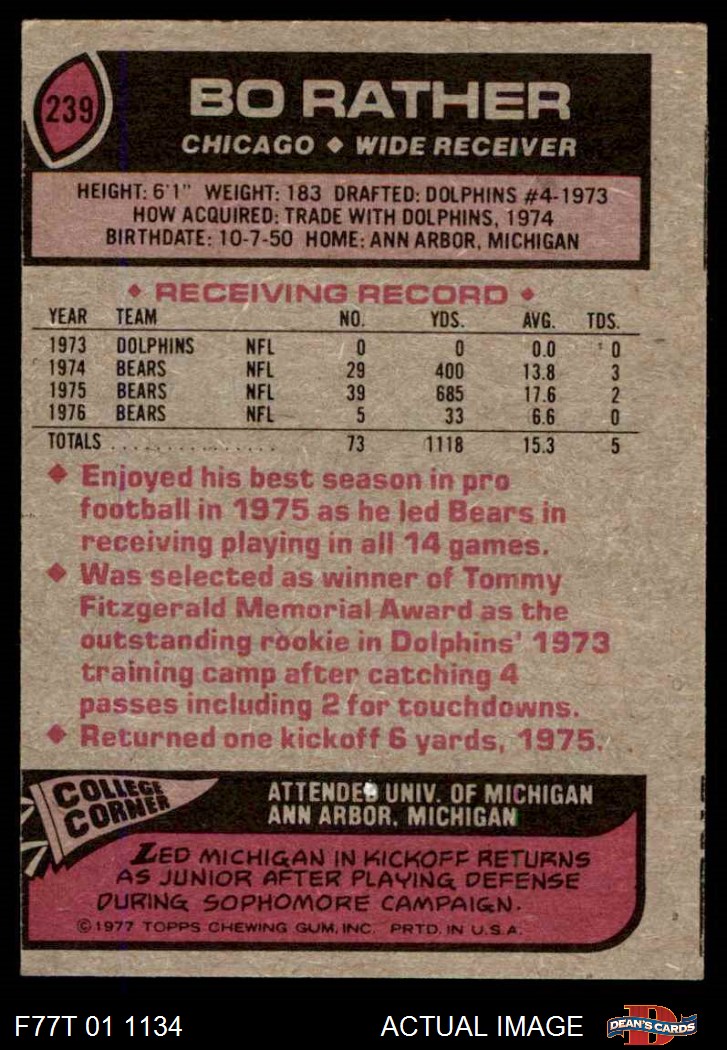 239
BO RATHER
CHICAGO ◆ WIDE RECEIVER
HEIGHT: 6'1" WEIGHT: 183 DRAFTED: DOLPHINS #4-1973
HOW ACQUIRED: TRADE WITH DOLPHINS, 1974
BIRTHDATE: 10-7-50 HOME: ANN ARBOR, MICHIGAN
◆ RECEIVING RECORD ◆
YEAR TEAM NO. YDS. AVG. TDS.
1973 DOLPHINS NFL 0 0 0.0 0
1974 BEARS NFL 29 400 13.8 3
1975 BEARS NFL 39 685 17.6 2
1976 BEARS NFL 5 33 6.6 0
TOTALS ................ 73 1118 15.3 5
◆ Enjoyed his best season in pro
football in 1975 as he led Bears in
receiving playing in all 14 games.
◆ Was selected as winner of Tommy
Fitzgerald Memorial Award as the
outstanding rookie in Dolphins' 1973
training camp after catching 4
passes including 2 for touchdowns.
◆ Returned one kickoff 6 yards, 1975.
COLLEGE
CORNER
ATTENDED UNIV. OF MICHIGAN
ANN ARBOR, MICHIGAN
LED MICHIGAN IN KICKOFF RETURNS
AS JUNIOR AFTER PLAYING DEFENSE
DURING SOPHOMORE CAMPAIGN.
©1977 TOPPS CHEWING GUM, INC. PRTD. IN U.S.A.
F77T 01 1134 ACTUAL IMAGE
D
DEAN'S CARDS